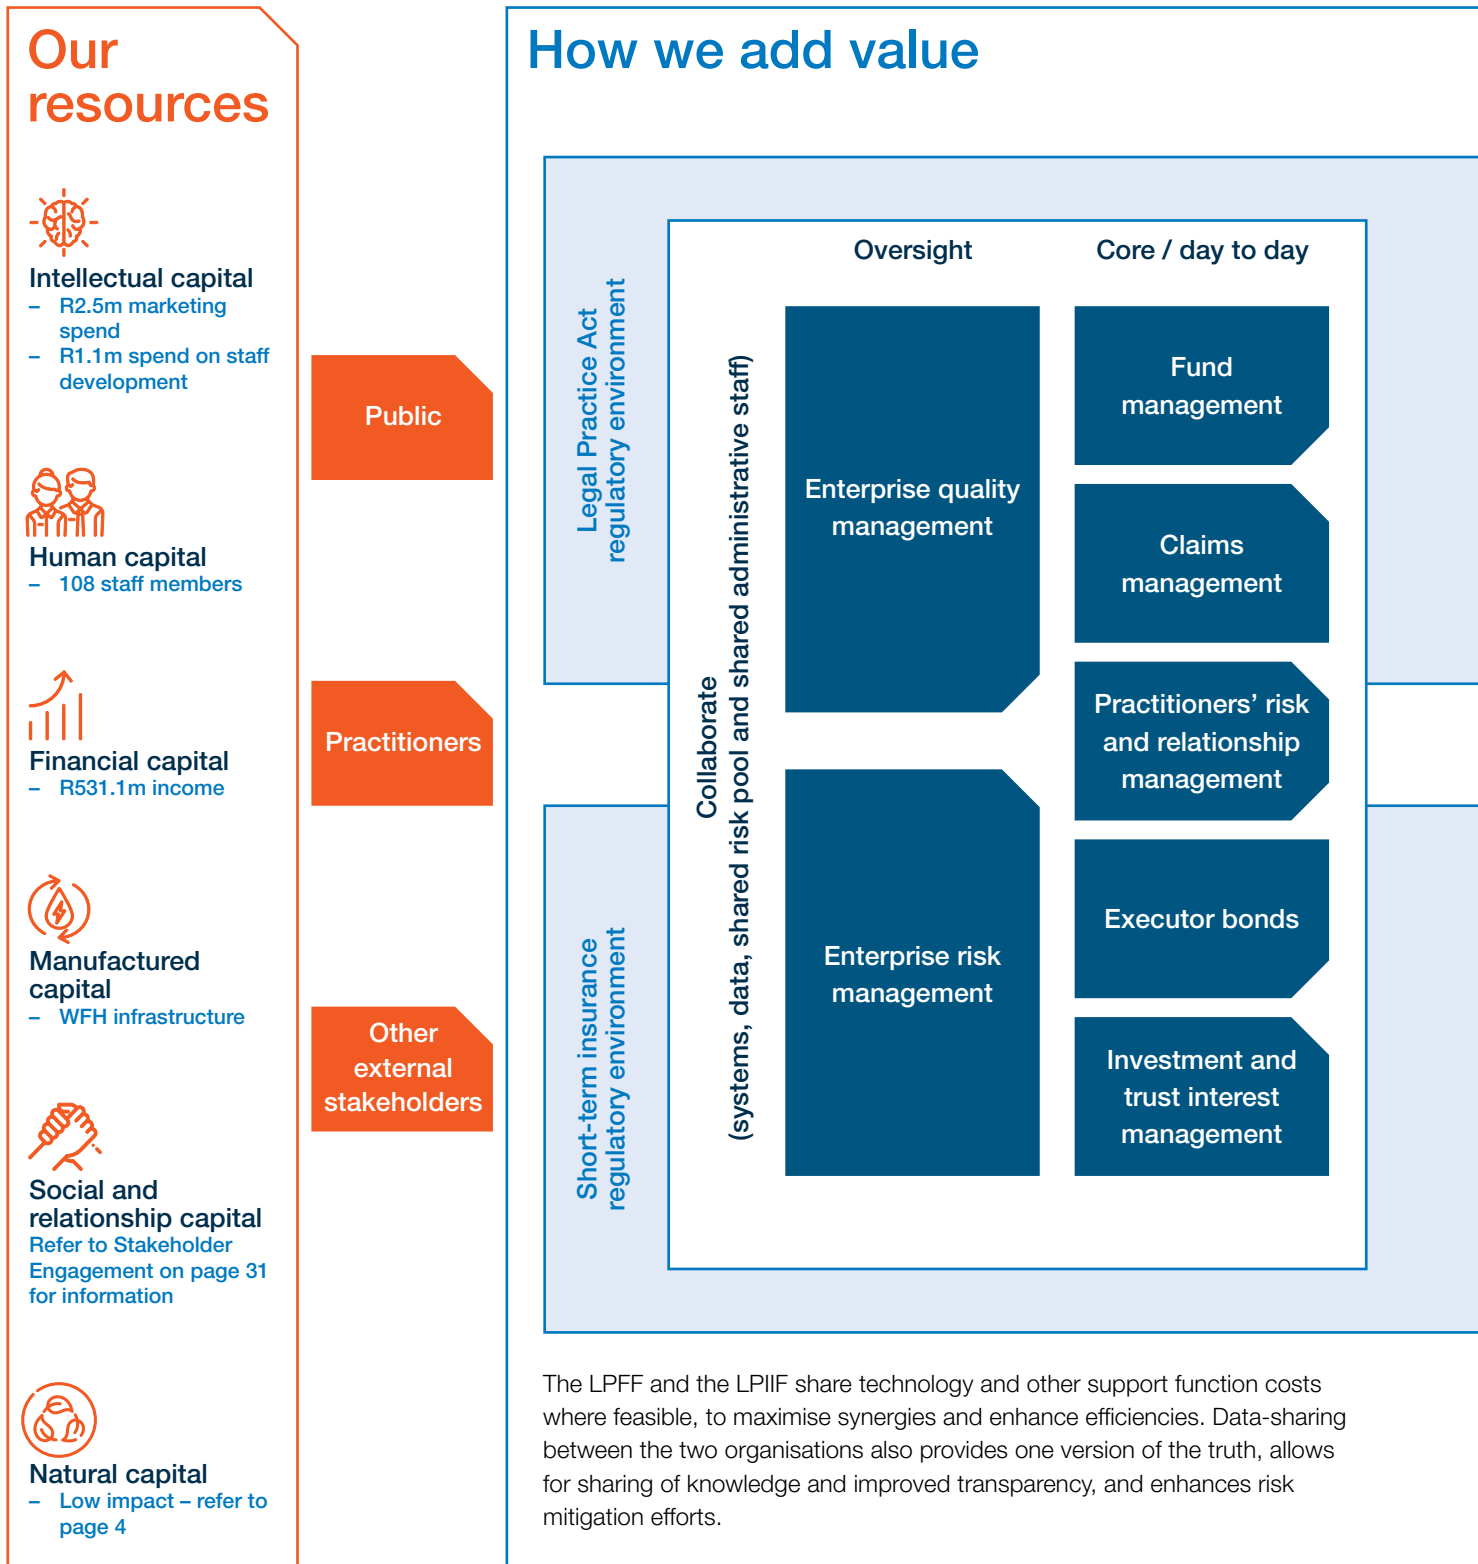 Our
resources
Intellectual capital
– R2.5m marketing
spend
– R1.1m spend on staff
development
Human capital
– 108 staff members
Financial capital
– R531.1m income
Manufactured
capital
– WFH infrastructure
Social and
relationship capital
Refer to Stakeholder
Engagement on page 31
for information
Natural capital
– Low impact – refer to
page 4
Public
Practitioners
Other
external
stakeholders
How we add value
Legal Practice Act
regulatory environment
Short-term insurance
regulatory environment
Collaborate
(systems, data, shared risk pool and shared administrative staff)
Oversight
Enterprise quality
management
Enterprise risk
management
Core / day to day
Fund
management
Claims
management
Practitioners’ risk
and relationship
management
Executor bonds
Investment and
trust interest
management
The LPFF and the LPIIF share technology and other support function costs
where feasible, to maximise synergies and enhance efficiencies. Data-sharing
between the two organisations also provides one version of the truth, allows
for sharing of knowledge and improved transparency, and enhances risk
mitigation efforts.